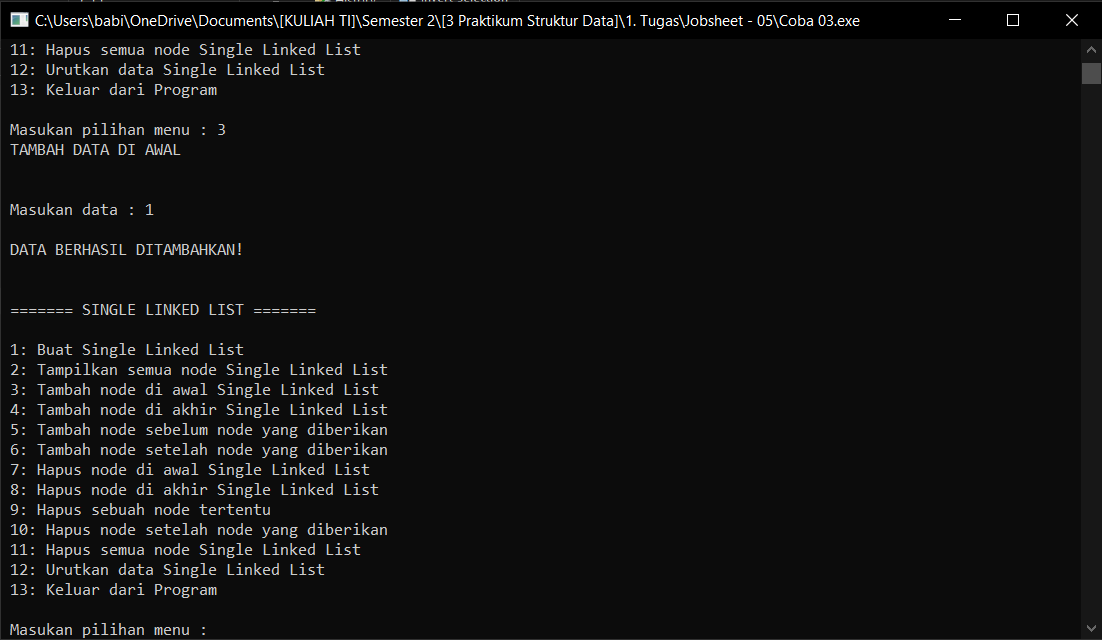 C:\Users\babi\OneDrive\Documents\[KULIAH TI]\Semester 2\[3 Praktikum Struktur Data]\1. Tugas\Jobsheet - 05\Coba 03.exe
11: Hapus semua node Single Linked List
12: Urutkan data Single Linked List
13: Keluar dari Program
Masukan pilihan menu : 3
TAMBAH DATA DI AWAL
Masukan data : 1
DATA BERHASIL DITAMBAHKAN!
======= SINGLE LINKED LIST =======
1: Buat Single Linked List
2: Tampilkan semua node Single Linked List
3: Tambah node di awal Single Linked List
4: Tambah node di akhir Single Linked List
5: Tambah node sebelum node yang diberikan
6: Tambah node setelah node yang diberikan
7: Hapus node di awal Single Linked List
8: Hapus node di akhir Single Linked List
9: Hapus sebuah node tertentu
10: Hapus node setelah node yang diberikan
11: Hapus semua node Single Linked List
12: Urutkan data Single Linked List
13: Keluar dari Program
Masukan pilihan menu :